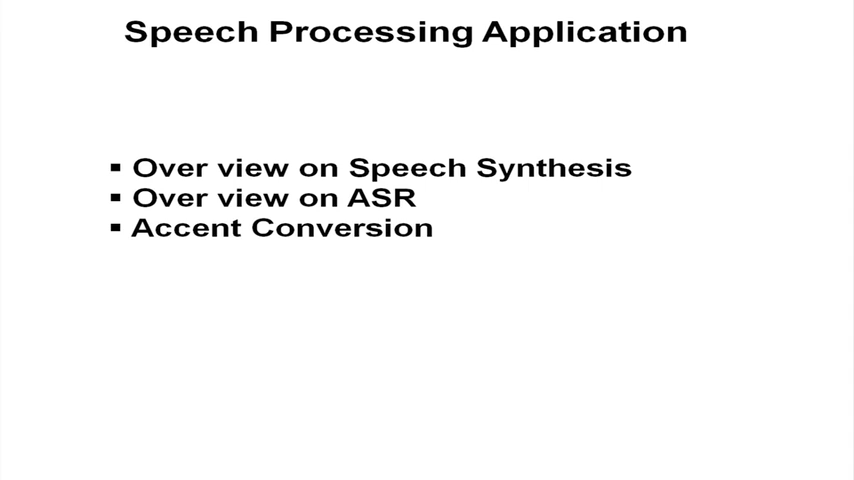 Speech Processing Application
▪ Over view on Speech Synthesis
▪ Over view on ASR
▪ Accent Conversion